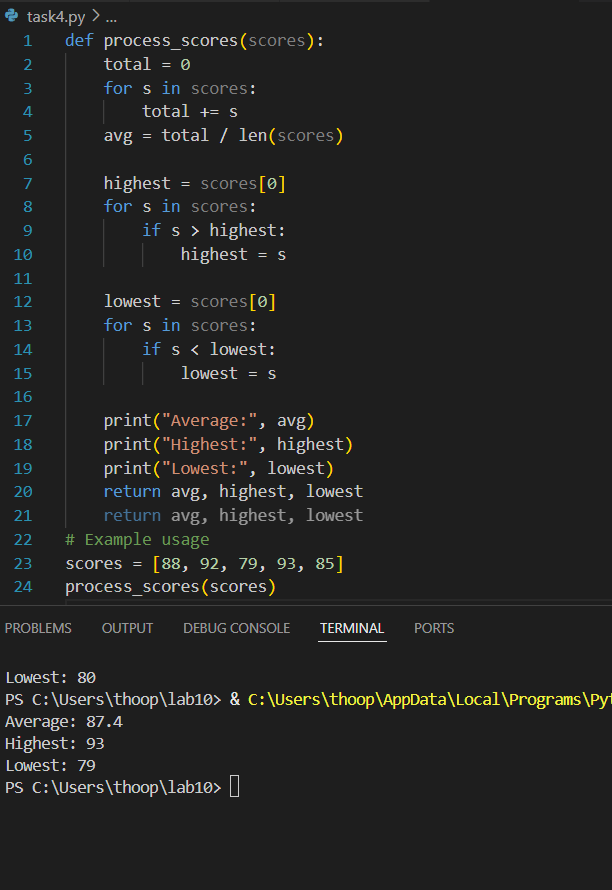 task4.py > ...
1 def process_scores(scores):
2     total = 0
3     for s in scores:
4         total += s
5     avg = total / len(scores)
6
7     highest = scores[0]
8     for s in scores:
9         if s > highest:
10             highest = s
11
12     lowest = scores[0]
13     for s in scores:
14         if s < lowest:
15             lowest = s
16
17     print("Average:", avg)
18     print("Highest:", highest)
19     print("Lowest:", lowest)
20     return avg, highest, lowest
21     return avg, highest, lowest
22 # Example usage
23 scores = [88, 92, 79, 93, 85]
24 process_scores(scores)
PROBLEMS OUTPUT DEBUG CONSOLE TERMINAL PORTS
Lowest: 80
PS C:\Users\thoop\lab10> & C:\Users\thoop\AppData\Local\Programs\Pyt
Average: 87.4
Highest: 93
Lowest: 79
PS C:\Users\thoop\lab10>